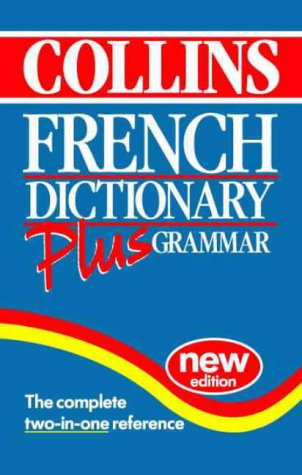 COLLINS
FRENCH
DICTIONARY
Plus GRAMMAR
new
edition
The complete
two-in-one reference